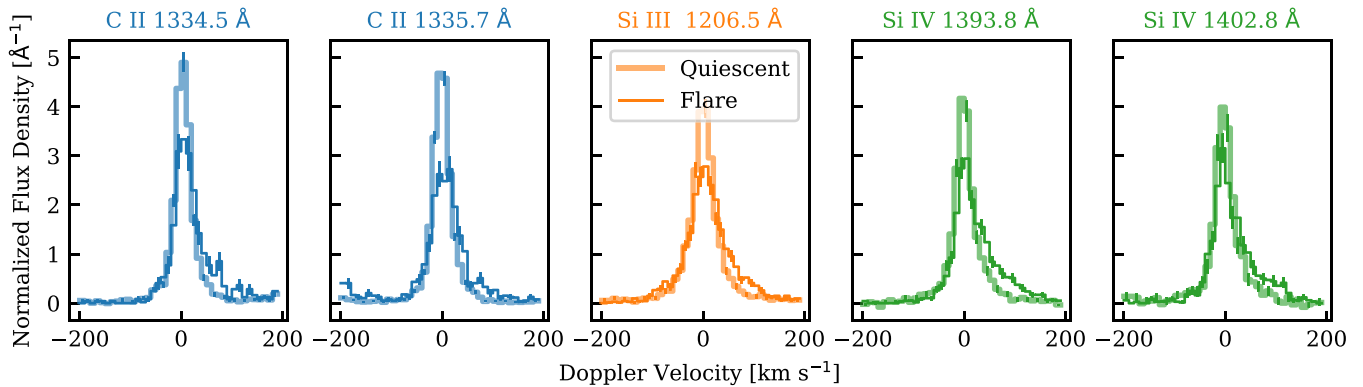 C II 1334.5 Å
C II 1335.7 Å
Si III 1206.5 Å
Si IV 1393.8 Å
Si IV 1402.8 Å
Normalized Flux Density [Å⁻¹]
5
4
3
2
1
0
Quiescent
Flare
−200 0 200
−200 0 200
−200 0 200
−200 0 200
−200 0 200
Doppler Velocity [km s⁻¹]